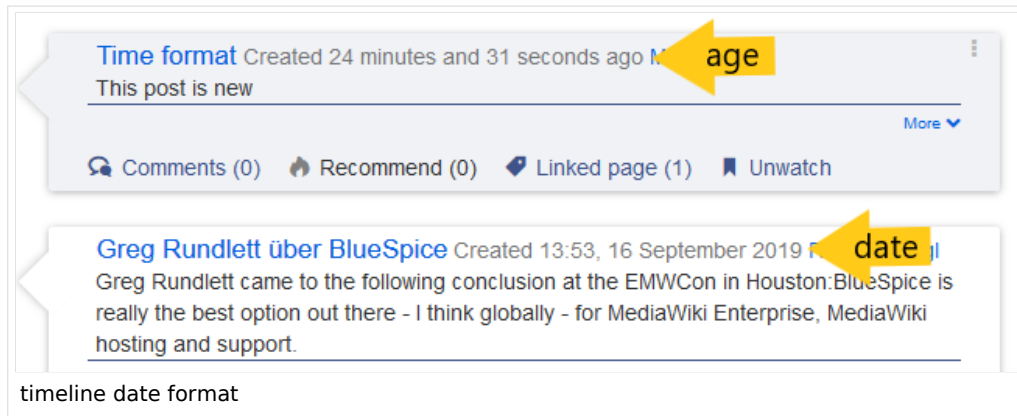 Time format Created 24 minutes and 31 seconds ago
age
This post is new
More
Comments (0) Recommend (0) Linked page (1) Unwatch
Greg Rundlett über BlueSpice Created 13:53, 16 September 2019
date
Greg Rundlett came to the following conclusion at the EMWCon in Houston:BlueSpice is
really the best option out there - I think globally - for MediaWiki Enterprise, MediaWiki
hosting and support.
timeline date format